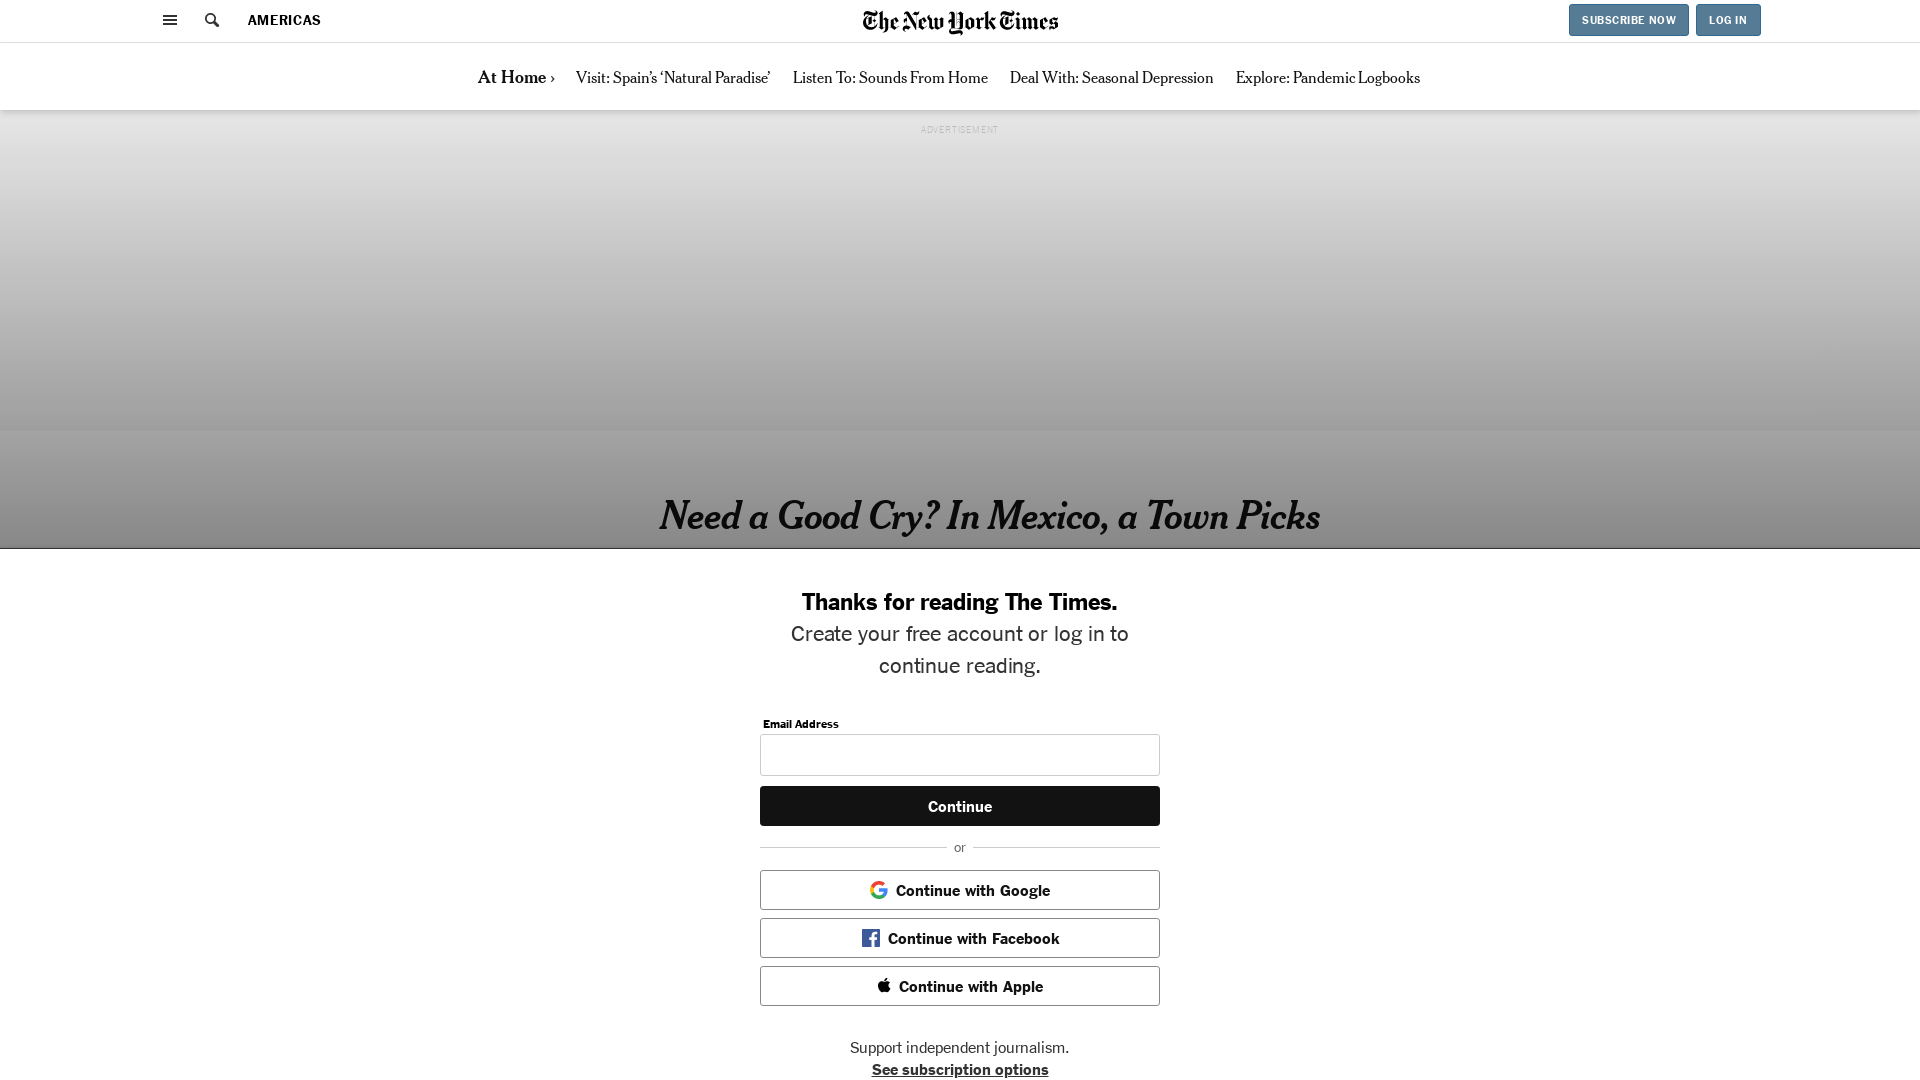 AMERICAS
The New York Times
SUBSCRIBE NOW
LOG IN
At Home ›
Visit: Spain’s ‘Natural Paradise’
Listen To: Sounds From Home
Deal With: Seasonal Depression
Explore: Pandemic Logbooks
ADVERTISEMENT
Need a Good Cry? In Mexico, a Town Picks
Thanks for reading The Times.
Create your free account or log in to
continue reading.
Email Address
Continue
or
Continue with Google
Continue with Facebook
Continue with Apple
Support independent journalism.
See subscription options